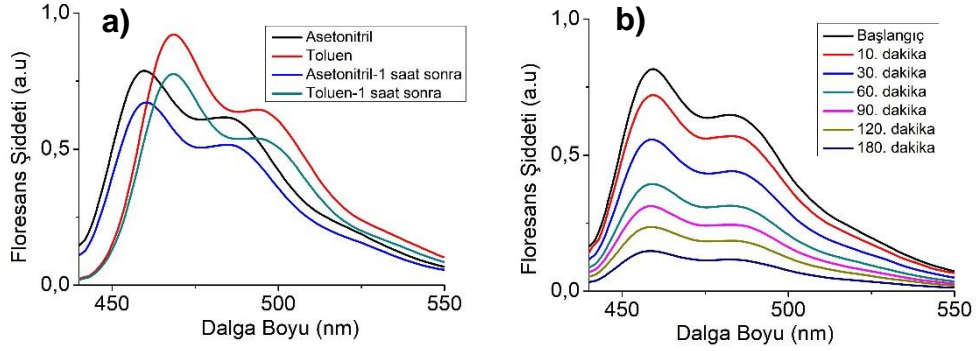 a)
Floresans Şiddeti (a.u)
1,0
0,5
0,0
450
500
550
Dalga Boyu (nm)
Asetonitril
Toluen
Asetonitril-1 saat sonra
Toluen-1 saat sonra
b)
Floresans Şiddeti (a.u)
1,0
0,5
0,0
450
500
550
Dalga Boyu (nm)
Başlangıç
10. dakika
30. dakika
60. dakika
90. dakika
120. dakika
180. dakika